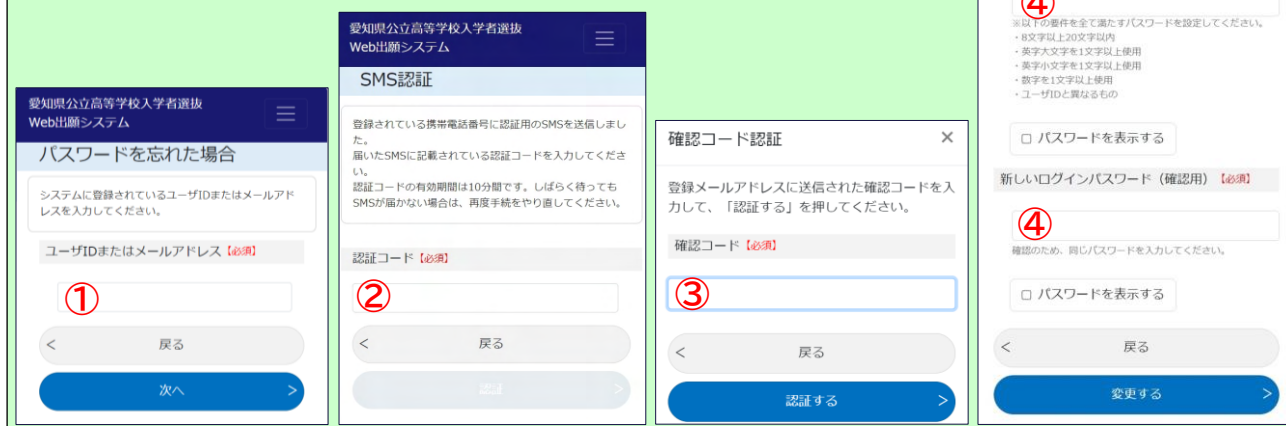 愛知県公立高等学校入学者選抜
Web出願システム
パスワードを忘れた場合
システムに登録されているユーザIDまたはメールアド
レスを入力してください。
ユーザIDまたはメールアドレス【必須】
①
< 戻る
次へ >
愛知県公立高等学校入学者選抜
Web出願システム
SMS認証
登録されている携帯電話番号に認証用のSMSを送信しまし
た。
届いたSMSに記載されている認証コードを入力してくださ
い。
認証コードの有効期間は10分間です。しばらく待っても
SMSが届かない場合は、再度手続をやり直してください。
認証コード【必須】
②
< 戻る
認証 >
確認コード認証 ×
登録メールアドレスに送信された確認コードを入
力して、「認証する」を押してください。
確認コード【必須】
③
< 戻る
認証する >
④
※以下の要件を全て満たすパスワードを設定してください。
・8文字以上20文字以内
・英字大文字を1文字以上使用
・英字小文字を1文字以上使用
・数字を1文字以上使用
・ユーザIDと異なるもの
パスワードを表示する
新しいログインパスワード（確認用）【必須】
④
確認のため、同じパスワードを入力してください。
パスワードを表示する
< 戻る
変更する >